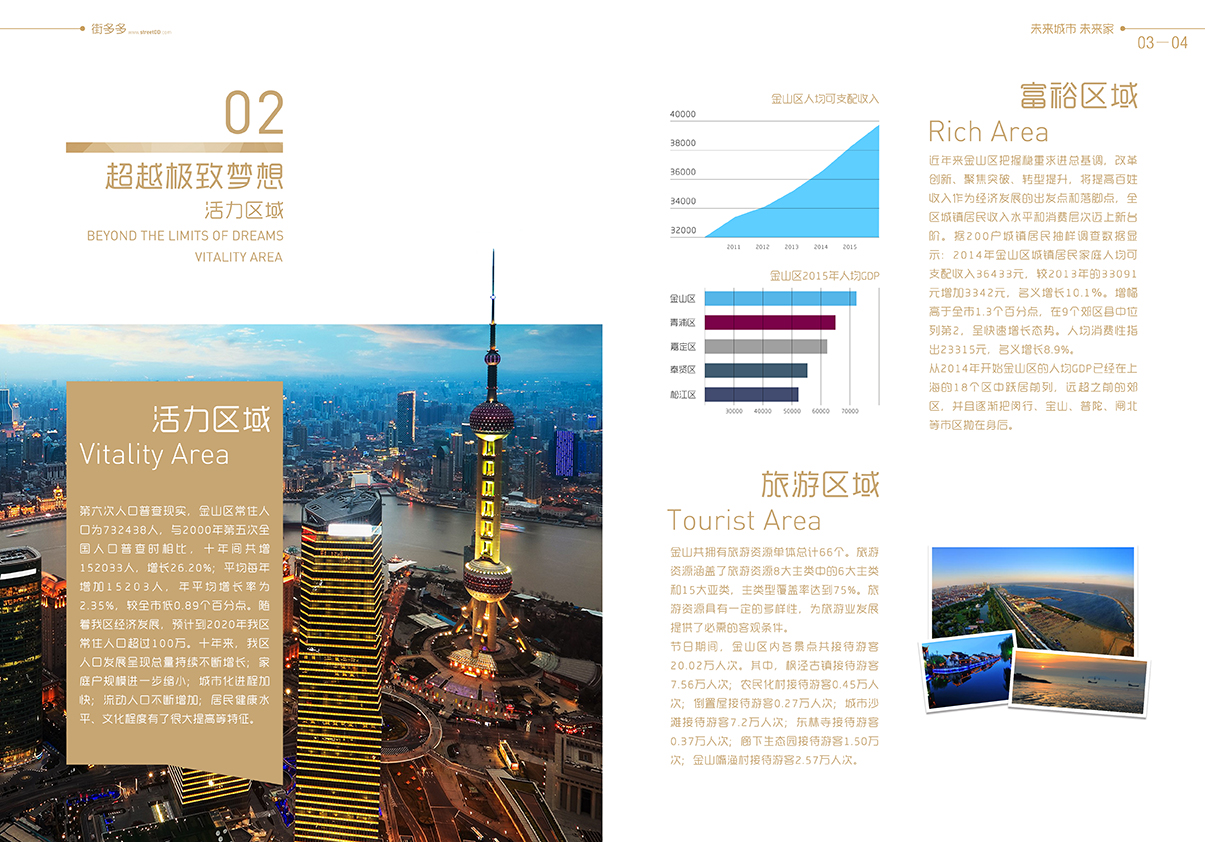 街多多 www.streetDD.com
02
超越极致梦想
活力区域
BEYOND THE LIMITS OF DREAMS
VITALITY AREA
活力区域
Vitality Area
第六次人口普查现实，金山区常住人
口为732438人，与2000年第五次全
国人口普查时相比，十年间共增
152033人，增长26.20%；平均每年
增加15203人，年平均增长率为
2.35%，较全市低0.89个百分点。随
着我区经济发展，预计到2020年我区
常住人口超过100万。十年来，我区
人口发展呈现总量持续不断增长；家
庭户规模进一步缩小；城市化进程加
快；流动人口不断增加；居民健康水
平、文化程度有了很大提高等特征。
未来城市 未来家
03—04
金山区人均可支配收入
40000
38000
36000
34000
32000
2011 2012 2013 2014 2015
金山区2015年人均GDP
金山区
青浦区
嘉定区
奉贤区
松江区
30000 40000 50000 60000 70000
富裕区域
Rich Area
近年来金山区把握稳重求进总基调，改革
创新、聚焦突破、转型提升，将提高百姓
收入作为经济发展的出发点和落脚点，全
区城镇居民收入水平和消费层次迈上新台
阶。据200户城镇居民抽样调查数据显
示：2014年金山区城镇居民家庭人均可
支配收入36433元，较2013年的33091
元增加3342元，名义增长10.1%。增幅
高于全市1.3个百分点，在9个郊区县中位
列第2，呈快速增长态势。人均消费性指
出23315元，名义增长8.9%。
从2014年开始金山区的人均GDP已经在上
海的18个区中跃居前列，远超之前的郊
区，并且逐渐把闵行、宝山、普陀、闸北
等市区抛在身后。
旅游区域
Tourist Area
金山共拥有旅游资源单体总计66个。旅游
资源涵盖了旅游资源8大主类中的6大主类
和15大亚类，主类型覆盖率达到75%。旅
游资源具有一定的多样性，为旅游业发展
提供了必需的客观条件。
节日期间，金山区内各景点共接待游客
20.02万人次。其中，枫泾古镇接待游客
7.56万人次；农民化村接待游客0.45万人
次；倒置屋接待游客0.27万人次；城市沙
滩接待游客7.2万人次；东林寺接待游客
0.37万人次；廊下生态园接待游客1.50万
次；金山嘴渔村接待游客2.57万人次。